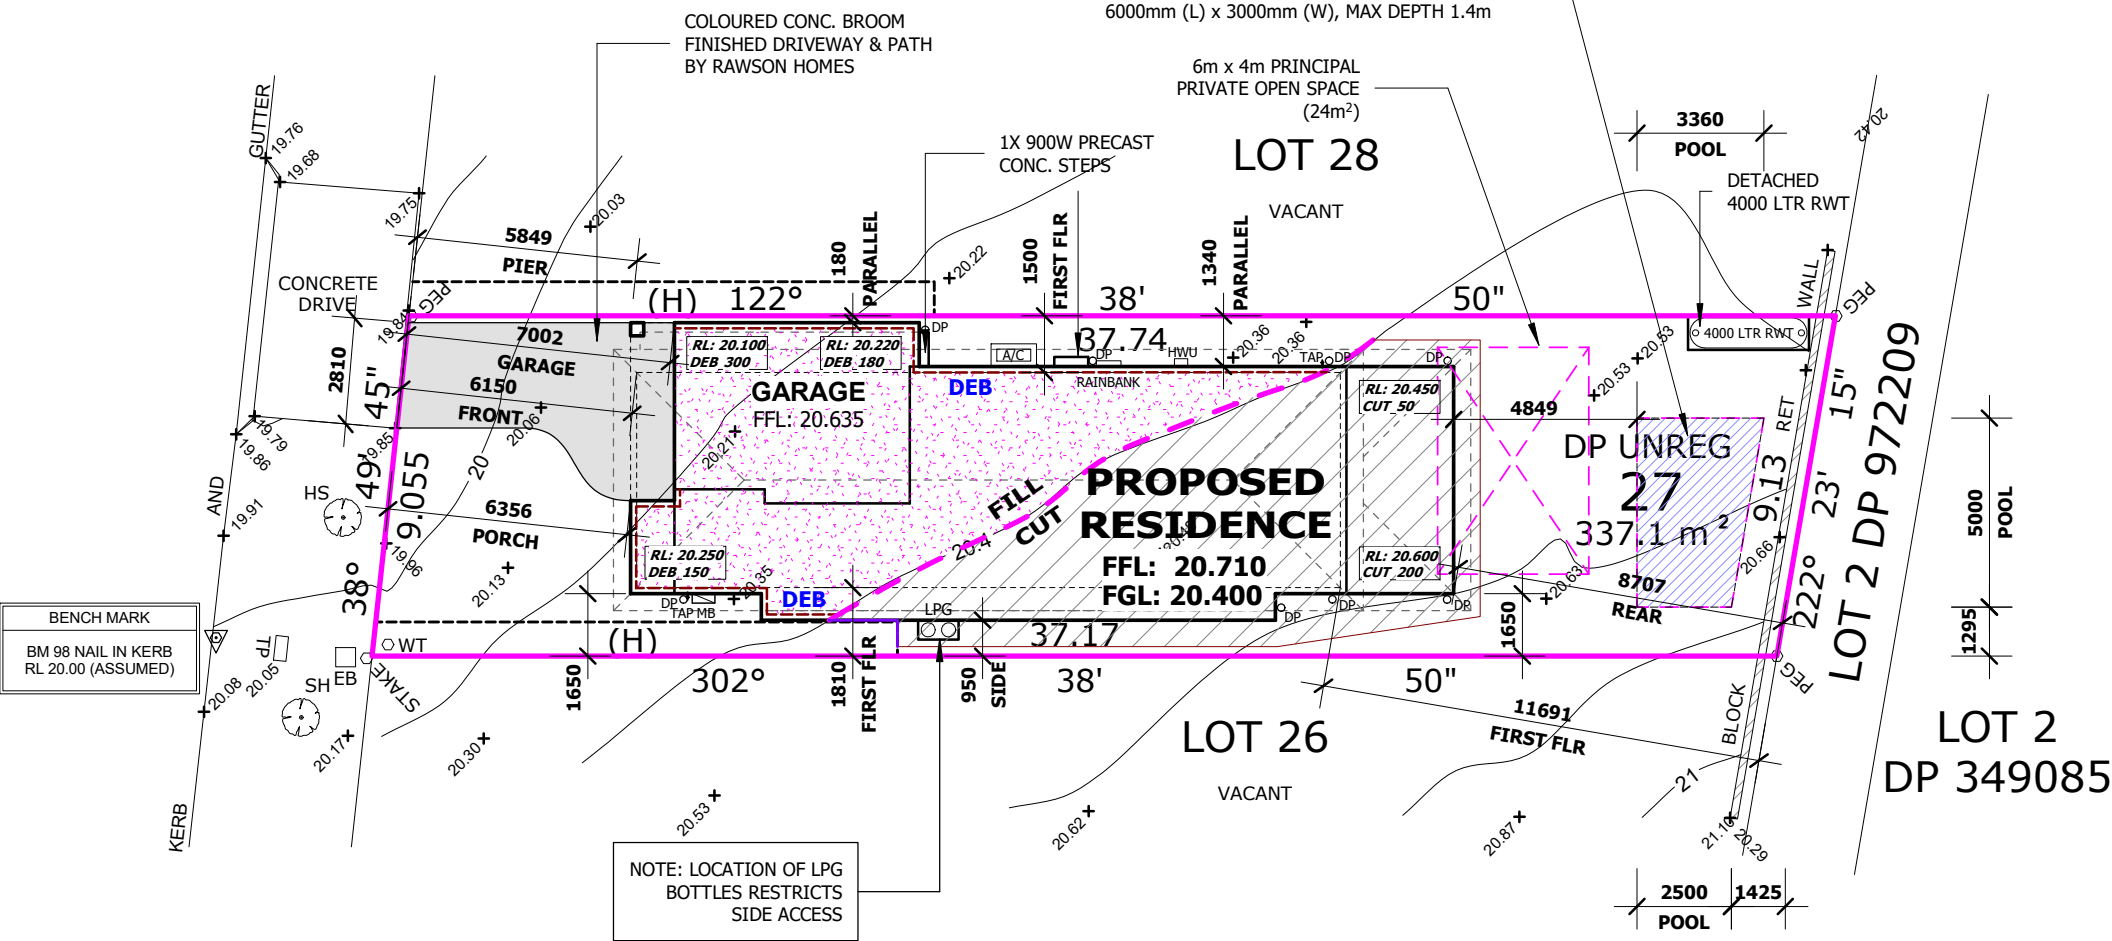 COLOURED CONC. BROOM
FINISHED DRIVEWAY & PATH
BY RAWSON HOMES
6000mm (L) x 3000mm (W), MAX DEPTH 1.4m
6m x 4m PRINCIPAL
PRIVATE OPEN SPACE
(24m²)
1X 900W PRECAST
CONC. STEPS
LOT 28
VACANT
3360
POOL
DETACHED
4000 LTR RWT
20.42
GUTTER
19.76
19.68
19.75
20.03
5849
PIER
180
PARALLEL
20.22
1500
FIRST FLR
1340
PARALLEL
CONCRETE
DRIVE
PEG
19.84
(H)
122°
38'
50"
37.74
WALL
PEG
4000 LTR RWT
7002
GARAGE
6150
FRONT
2810
45"
RL: 20.100
DEB 300
RL: 20.220
DEB 180
DP
A/C
DP
RAINBANK
HWU
20.36
20.36
TAP
DP
DP
20.53
20.53
GARAGE
FFL: 20.635
DEB
RL: 20.450
CUT 50
4849
RET
15"
19.79
19.86
19.85
20.06
20.21
20
DP UNREG
27
337.1 m²
9.13
23'
LOT 2 DP 972209
5000
POOL
49'
9.055
AND
HS
19.91
6356
PORCH
FILL
CUT
20.4
PROPOSED
RESIDENCE
FFL: 20.710
FGL: 20.400
RL: 20.250
DEB 150
RL: 20.600
CUT 200
19.96
20.13
20.35
20.63
20.66
8707
REAR
222°
38°
DP
TAP MB
DEB
LPG
DP
DP
DP
BENCH MARK
BM 98 NAIL IN KERB
RL 20.00 (ASSUMED)
TP
20.05
20.08
EB
SH
WT
STAKE
(H)
302°
37.17
38'
50"
1650
1810
FIRST FLR
950
SIDE
1650
1295
PEG
20.17
20.30
20.53
20.62
20.87
11691
FIRST FLR
BLOCK
21
21.10
20.29
LOT 26
VACANT
LOT 2
DP 349085
KERB
NOTE: LOCATION OF LPG
BOTTLES RESTRICTS
SIDE ACCESS
2500
POOL
1425